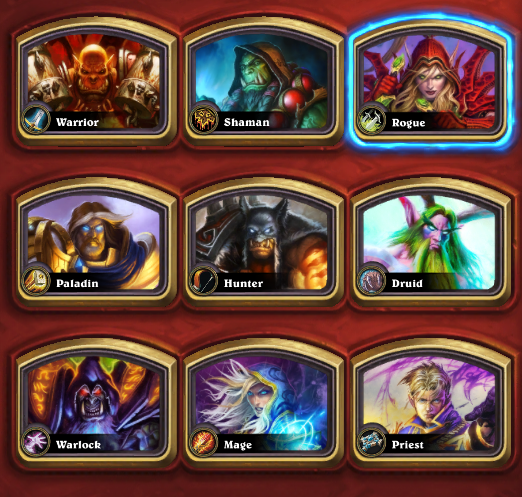 Warrior
Shaman
Rogue
Paladin
Hunter
Druid
Warlock
Mage
Priest